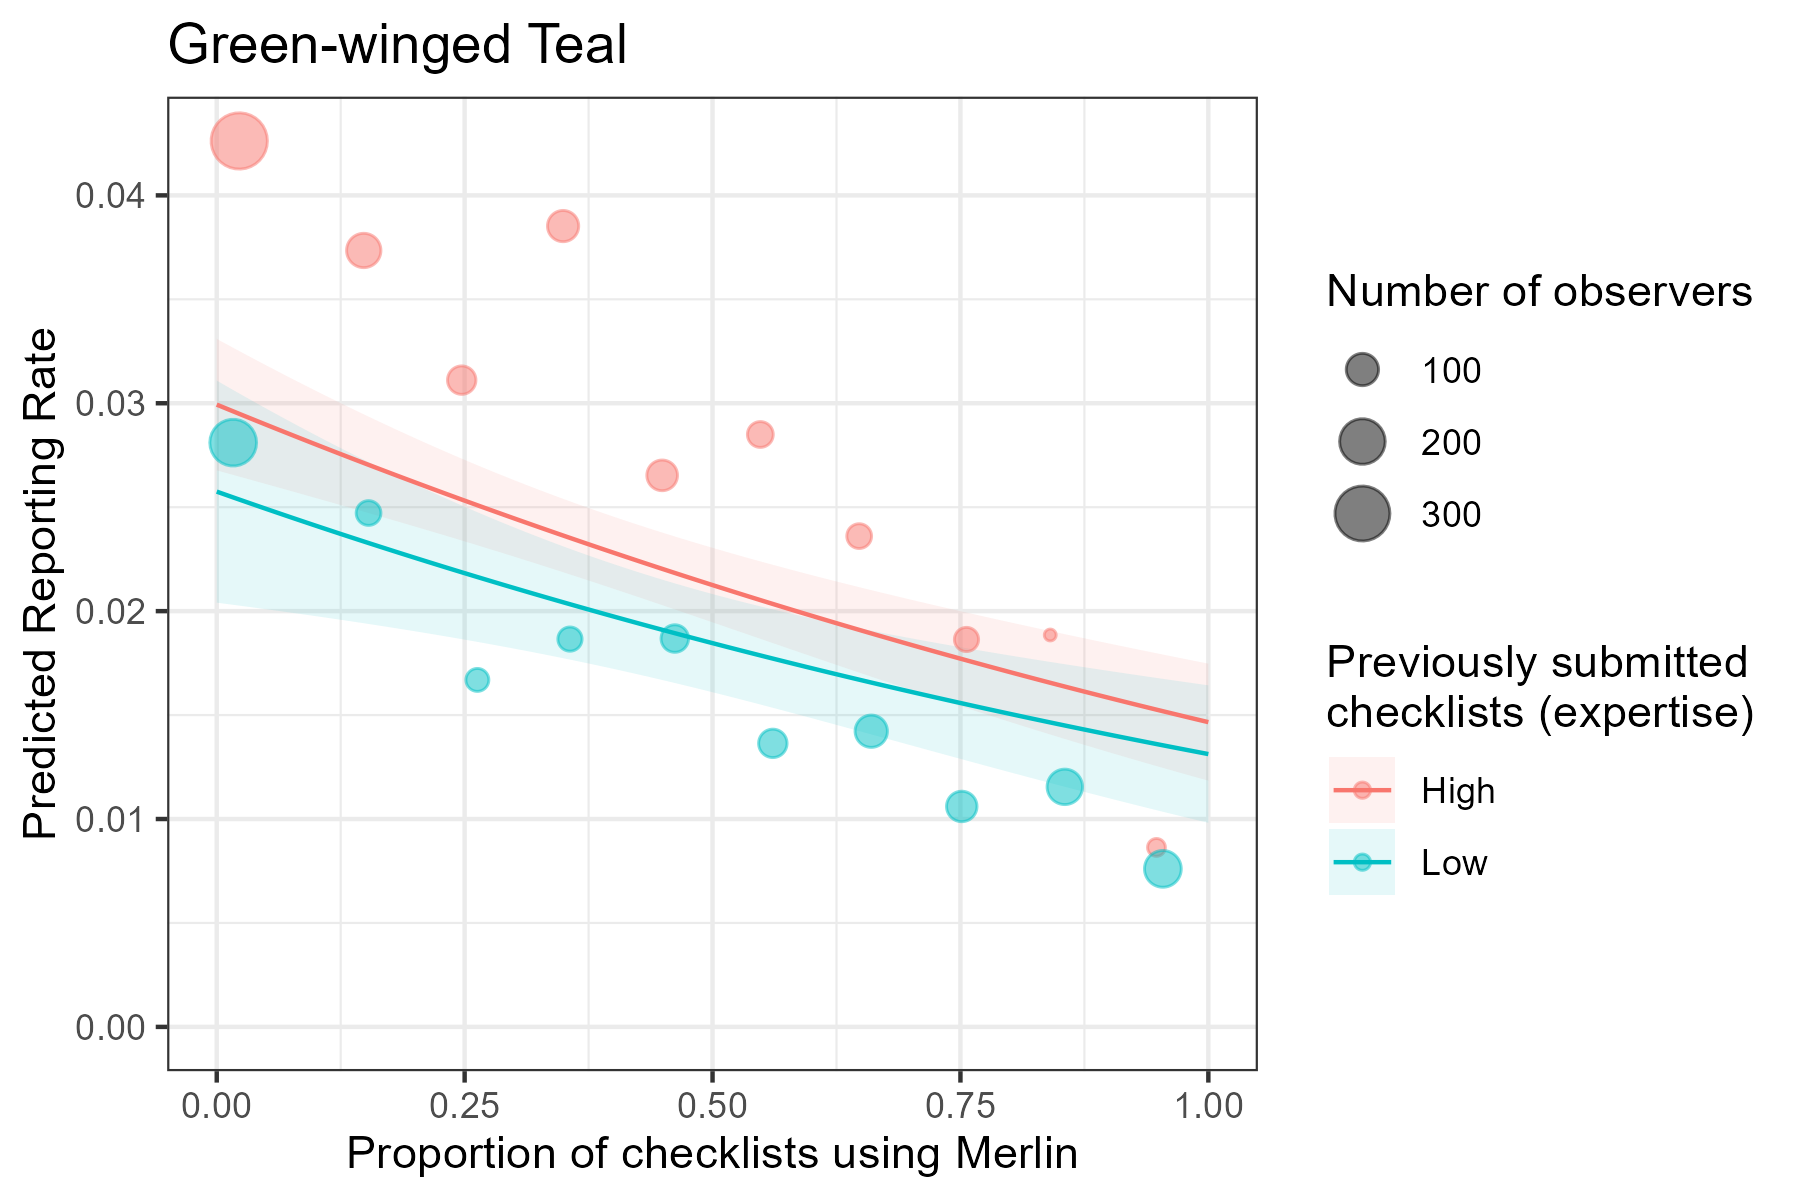 Green-winged Teal
Predicted Reporting Rate
0.04
0.03
0.02
0.01
0.00
0.00 0.25 0.50 0.75 1.00
Proportion of checklists using Merlin
Number of observers
100
200
300
Previously submitted
checklists (expertise)
High
Low